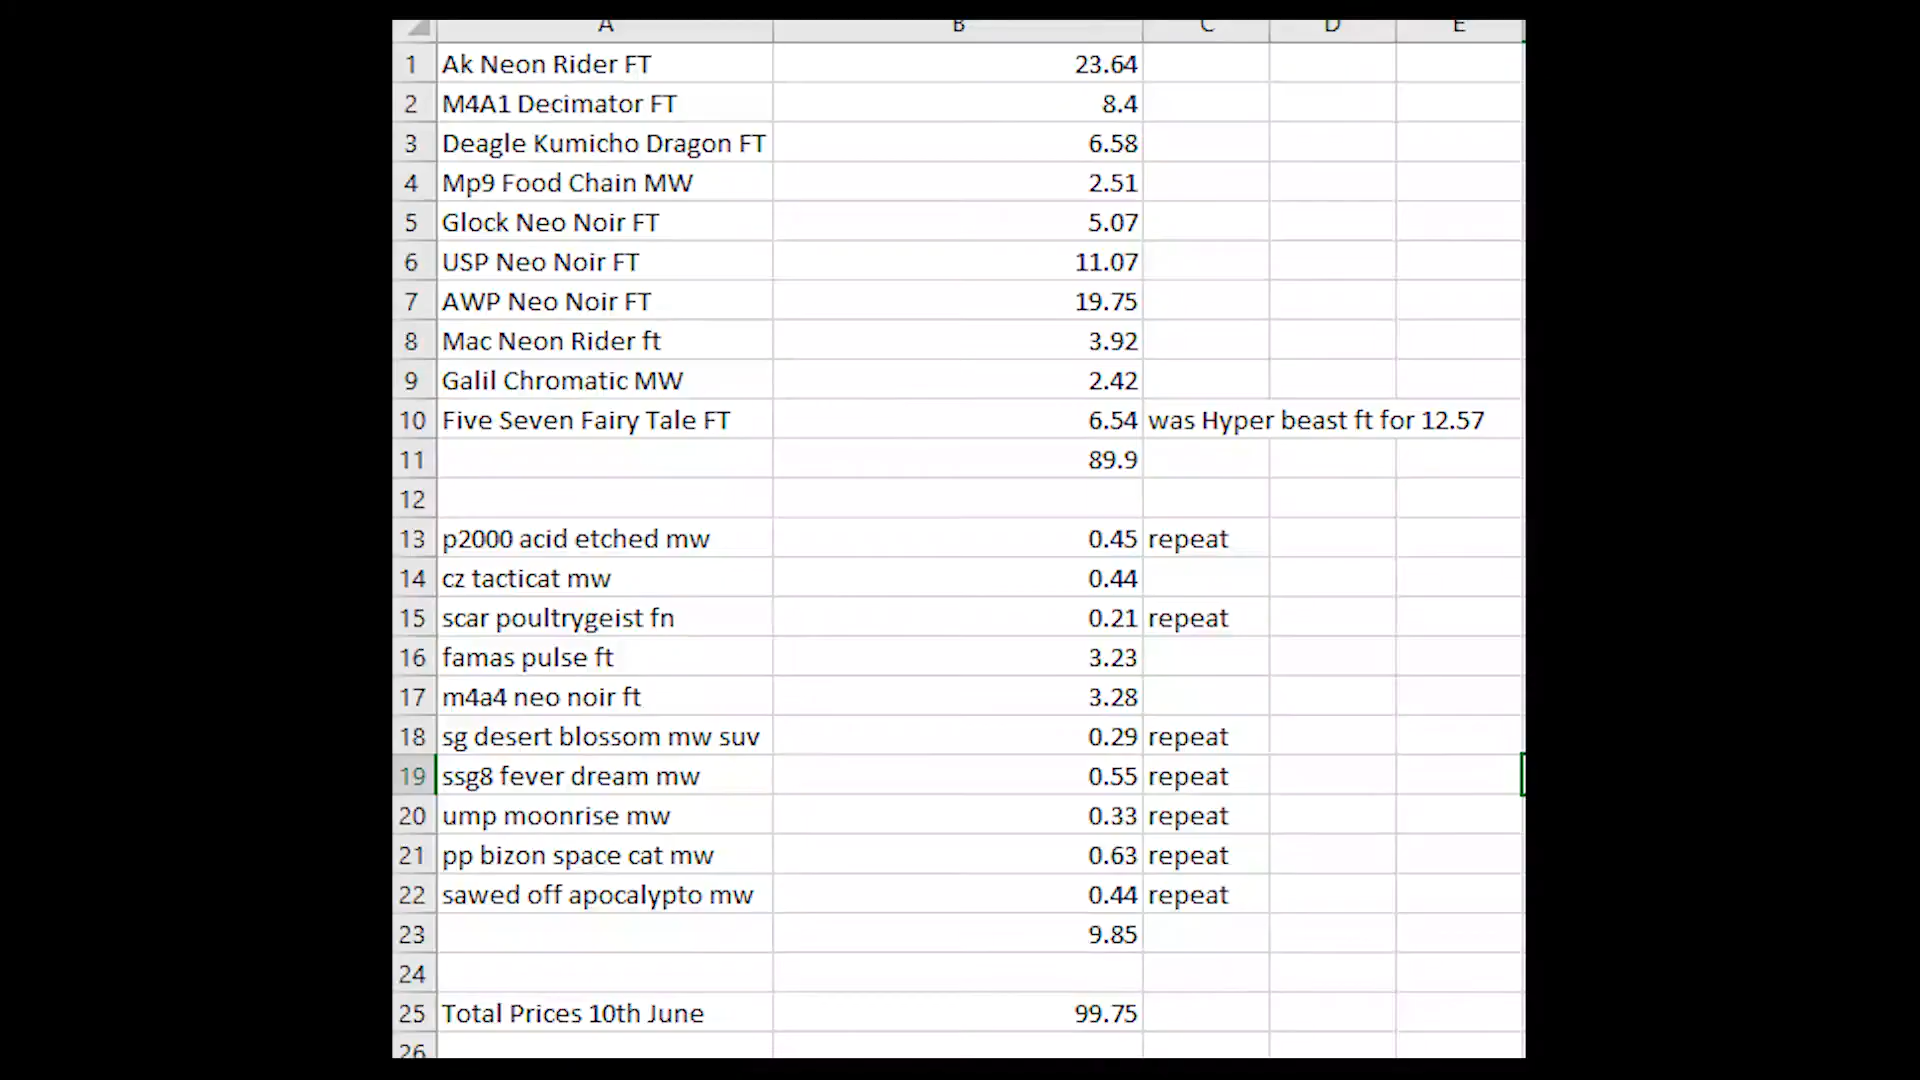 A B C D E
1 Ak Neon Rider FT 23.64
2 M4A1 Decimator FT 8.4
3 Deagle Kumicho Dragon FT 6.58
4 Mp9 Food Chain MW 2.51
5 Glock Neo Noir FT 5.07
6 USP Neo Noir FT 11.07
7 AWP Neo Noir FT 19.75
8 Mac Neon Rider ft 3.92
9 Galil Chromatic MW 2.42
10 Five Seven Fairy Tale FT 6.54 was Hyper beast ft for 12.57
11 89.9
12
13 p2000 acid etched mw 0.45 repeat
14 cz tacticat mw 0.44
15 scar poultrygeist fn 0.21 repeat
16 famas pulse ft 3.23
17 m4a4 neo noir ft 3.28
18 sg desert blossom mw suv 0.29 repeat
19 ssg8 fever dream mw 0.55 repeat
20 ump moonrise mw 0.33 repeat
21 pp bizon space cat mw 0.63 repeat
22 sawed off apocalypto mw 0.44 repeat
23 9.85
24
25 Total Prices 10th June 99.75
26